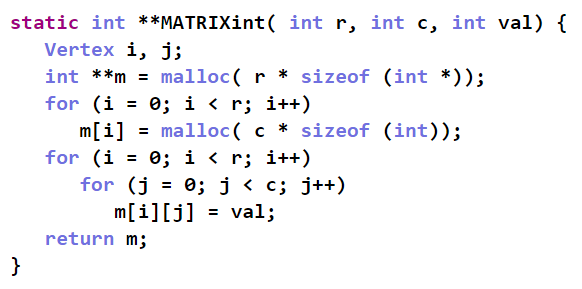 static int **MATRIXint( int r, int c, int val) {
   Vertex i, j;
   int **m = malloc( r * sizeof (int *));
   for (i = 0; i < r; i++)
      m[i] = malloc( c * sizeof (int));
   for (i = 0; i < r; i++)
      for (j = 0; j < c; j++)
         m[i][j] = val;
   return m;
}